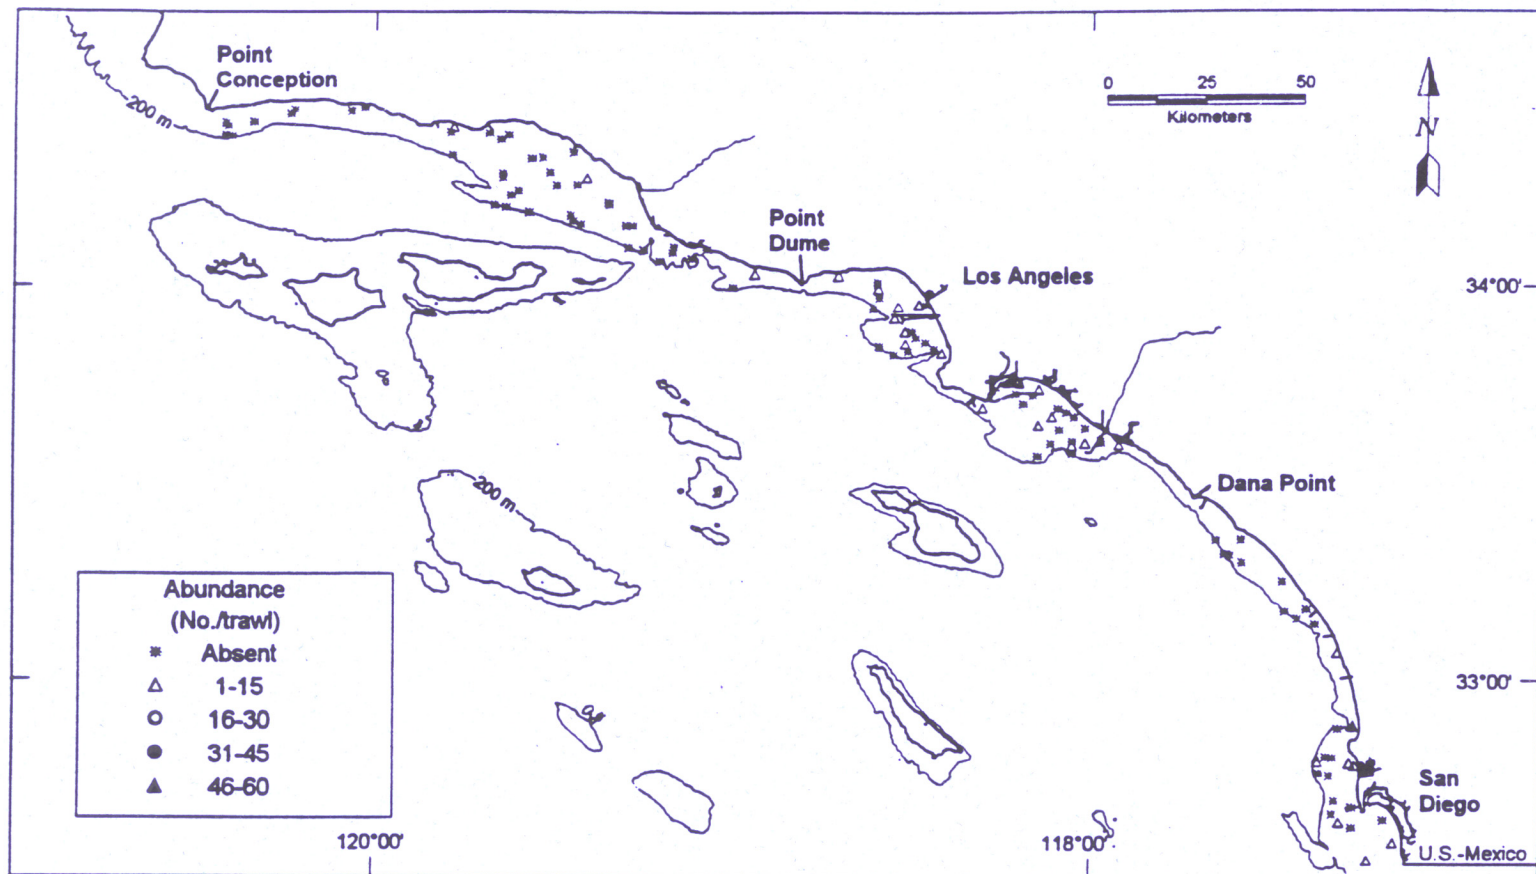 Point
Conception
200 m
0 25 50
Kilometers
N
Point
Dume
Los Angeles
34°00'
Dana Point
200 m
Abundance
(No./trawl)
Absent
1-15
16-30
31-45
46-60
33°00'
San
Diego
120°00'
118°00'
U.S.-Mexico